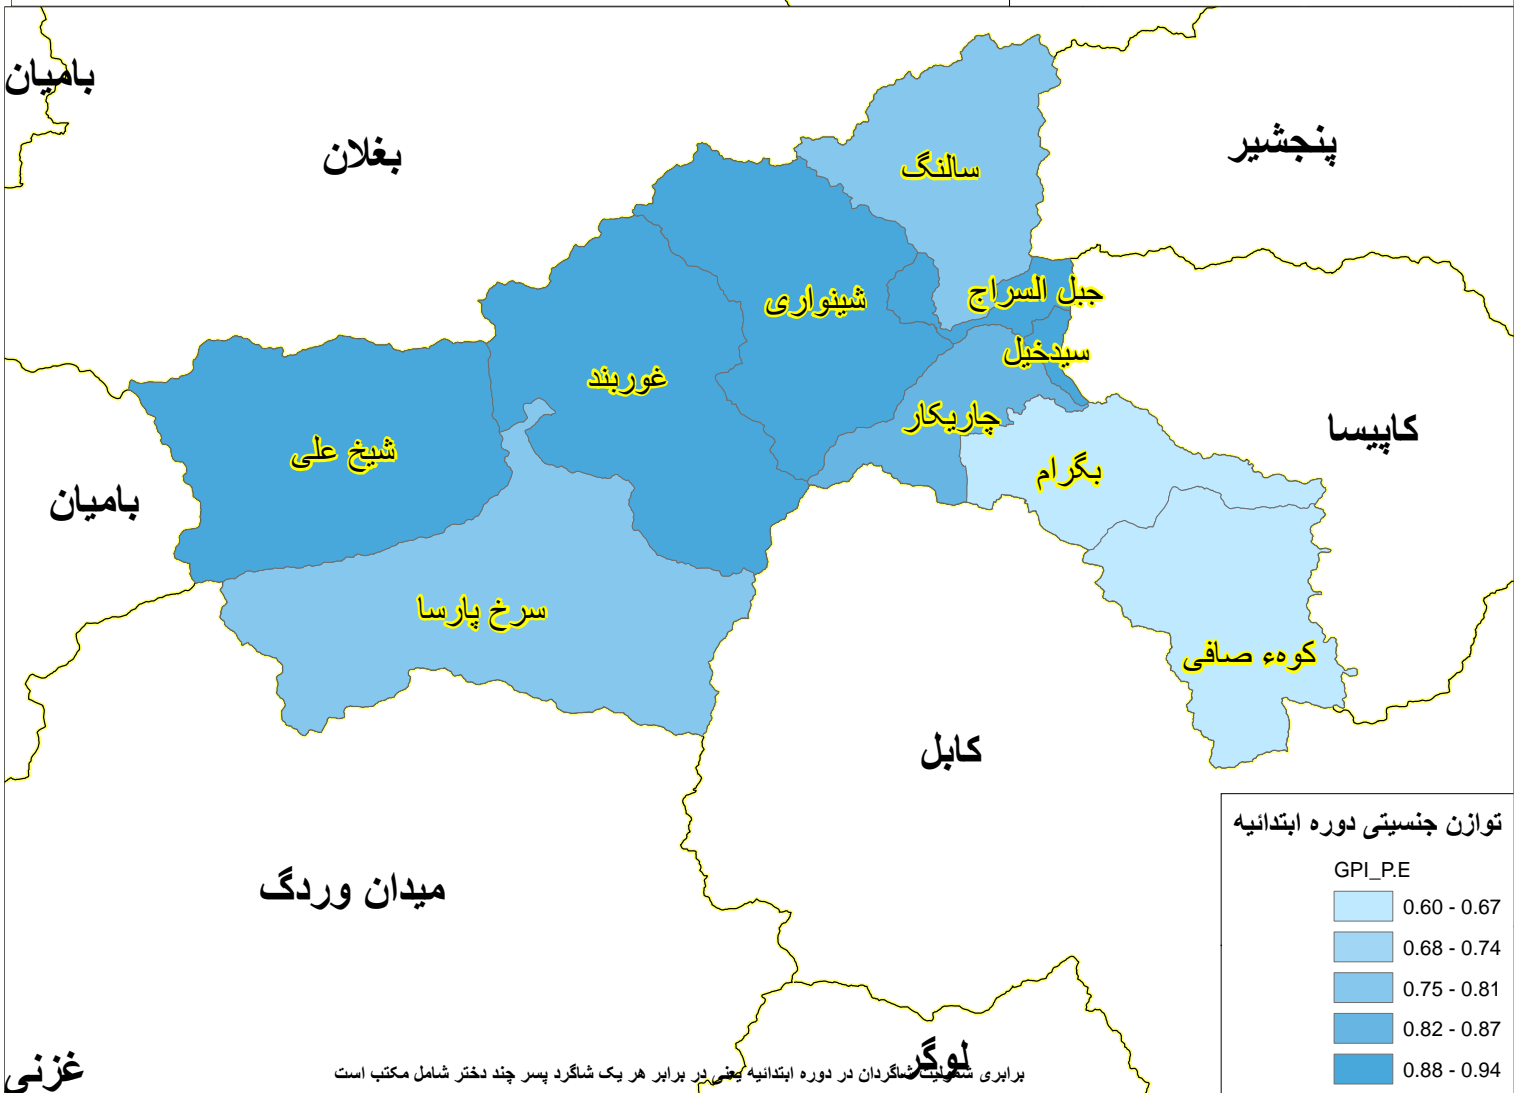 بامیان
بغلان
پنجشیر
سالنگ
جبل السراج
شینواری
سیدخیل
غوربند
چاریکار
کاپیسا
شیخ علی
بگرام
بامیان
سرخ پارسا
کوهء صافی
کابل
میدان وردگ
توازن جنسیتی دوره ابتدائیه
GPI_P.E
0.60 - 0.67
0.68 - 0.74
0.75 - 0.81
0.82 - 0.87
0.88 - 0.94
لوگر
غزنی
برابری شمولیت شاگردان در دوره ابتدائیه یعنی در برابر هر یک شاگرد پسر چند دختر شامل مکتب است